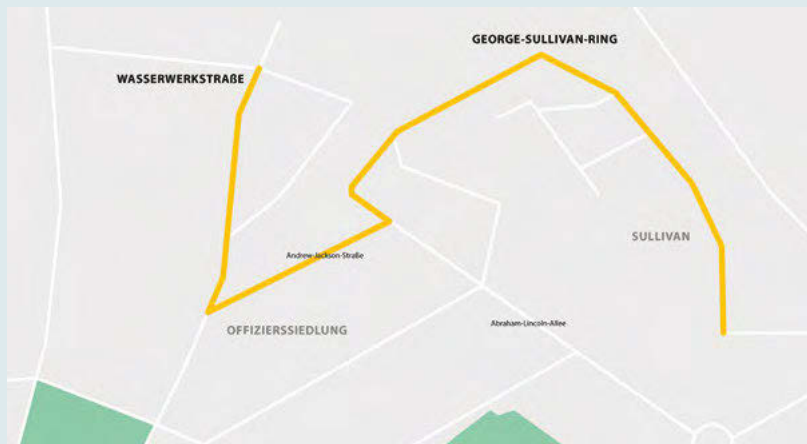 GEORGE-SULLIVAN-RING
WASSERWERKSTRAßE
SULLIVAN
Andrew-Jackson-Straße
Abraham-Lincoln-Allee
OFFIZIERSSIEDLUNG